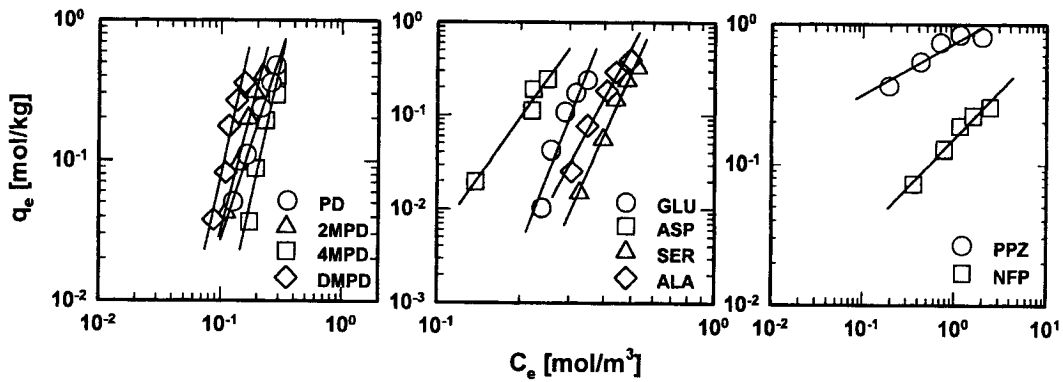 q_e [mol/kg]
10^0
10^-1
10^-2
10^-2 10^-1 10^0
PD
2MPD
4MPD
DMPD
10^0
10^-1
10^-2
10^-3
10^-1 10^0
GLU
ASP
SER
ALA
10^0
10^-1
10^-2
10^-2 10^-1 10^0 10^1
PPZ
NFP
C_e [mol/m^3]